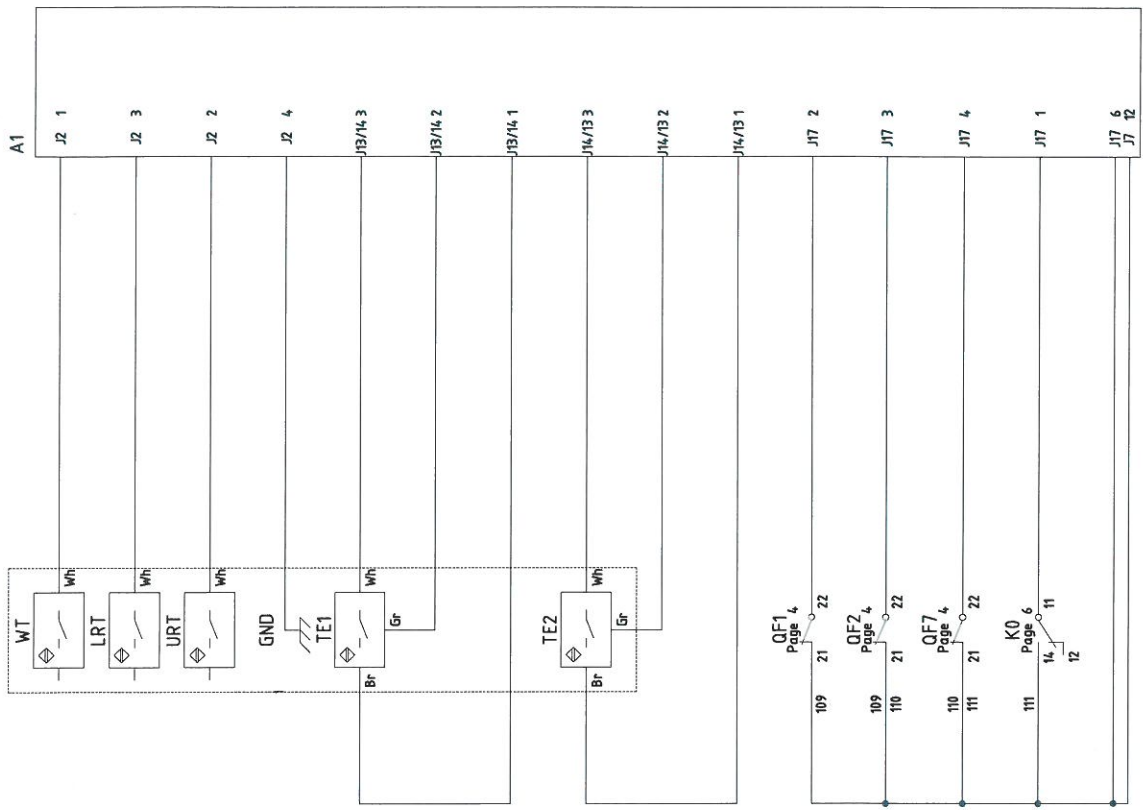 A1
J2 1
J2 3
J2 2
J2 4
J13/14 3
J13/14 2
J13/14 1
J14/13 3
J14/13 2
J14/13 1
J17 2
J17 3
J17 4
J17 1
J17 6
J7 12
WT
Wh
LRT
Wh
URT
Wh
GND
TE1
Wh
Gr
Br
TE2
Wh
Gr
Br
QF1
Page 4
21 22
109
QF2
Page 4
21 22
109
110
QF7
Page 4
21 22
110
111
K0
Page 6
14 11
12
111